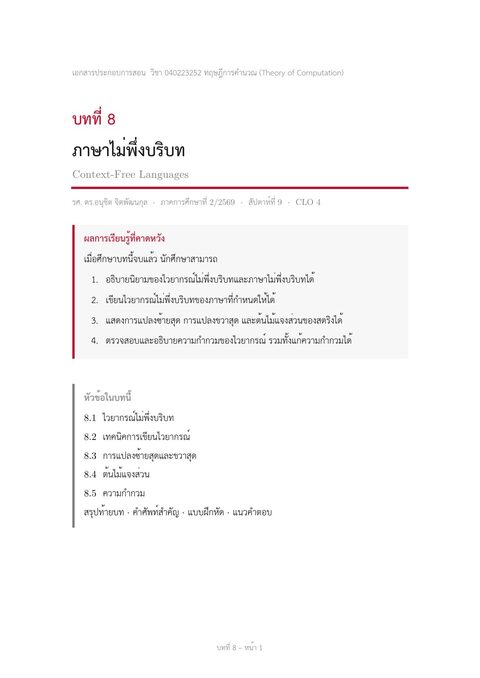 เอกสารประกอบการสอน วิชา 040223252 ทฤษฎีการคำนวณ (Theory of Computation)
บทที่ 8
ภาษาไม่พึ่งบริบท
Context-Free Languages
รศ. ดร.อนุชิต จิตพัฒนกุล · ภาคการศึกษาที่ 2/2569 · สัปดาห์ที่ 9 · CLO 4
ผลการเรียนรู้ที่คาดหวัง
เมื่อศึกษาบทนี้จบแล้ว นักศึกษาสามารถ
1. อธิบายนิยามของไวยากรณ์ไม่พึ่งบริบทและภาษาไม่พึ่งบริบทได้
2. เขียนไวยากรณ์ไม่พึ่งบริบทของภาษาที่กำหนดให้ได้
3. แสดงการแปลงซ้ายสุด การแปลงขวาสุด และต้นไม้แจงส่วนของสตริงได้
4. ตรวจสอบและอธิบายความกำกวมของไวยากรณ์ รวมทั้งแก้ความกำกวมได้
หัวข้อในบทนี้
8.1 ไวยากรณ์ไม่พึ่งบริบท
8.2 เทคนิคการเขียนไวยากรณ์
8.3 การแปลงซ้ายสุดและขวาสุด
8.4 ต้นไม้แจงส่วน
8.5 ความกำกวม
สรุปท้ายบท · คำศัพท์สำคัญ · แบบฝึกหัด · แนวคำตอบ
บทที่ 8 – หน้า 1